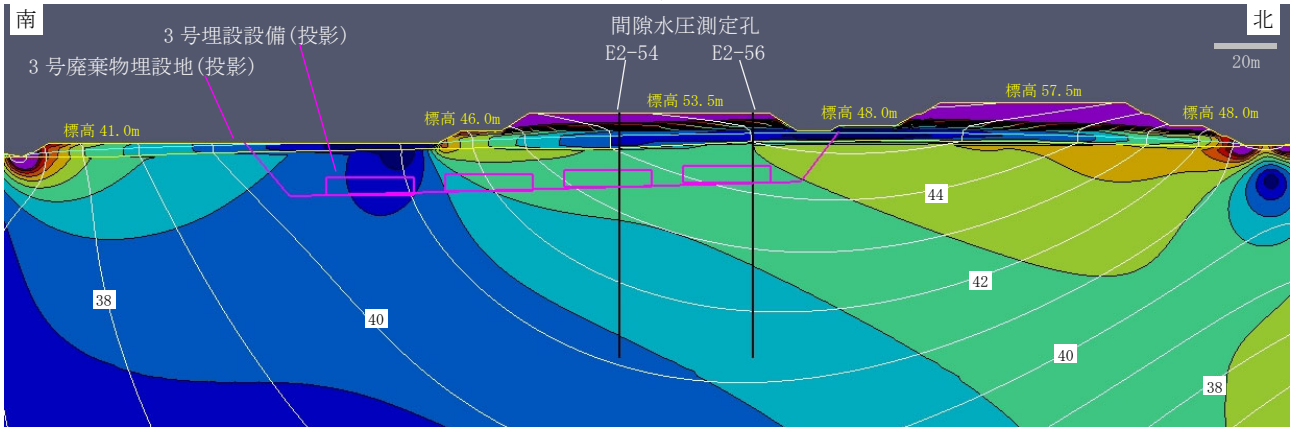 南
北
間隙水圧測定孔
E2-54
E2-56
3 号埋設設備(投影)
3 号廃棄物埋設地(投影)
20m
標高 41.0m
標高 46.0m
標高 53.5m
標高 48.0m
標高 57.5m
標高 48.0m
44
42
40
38
38
40